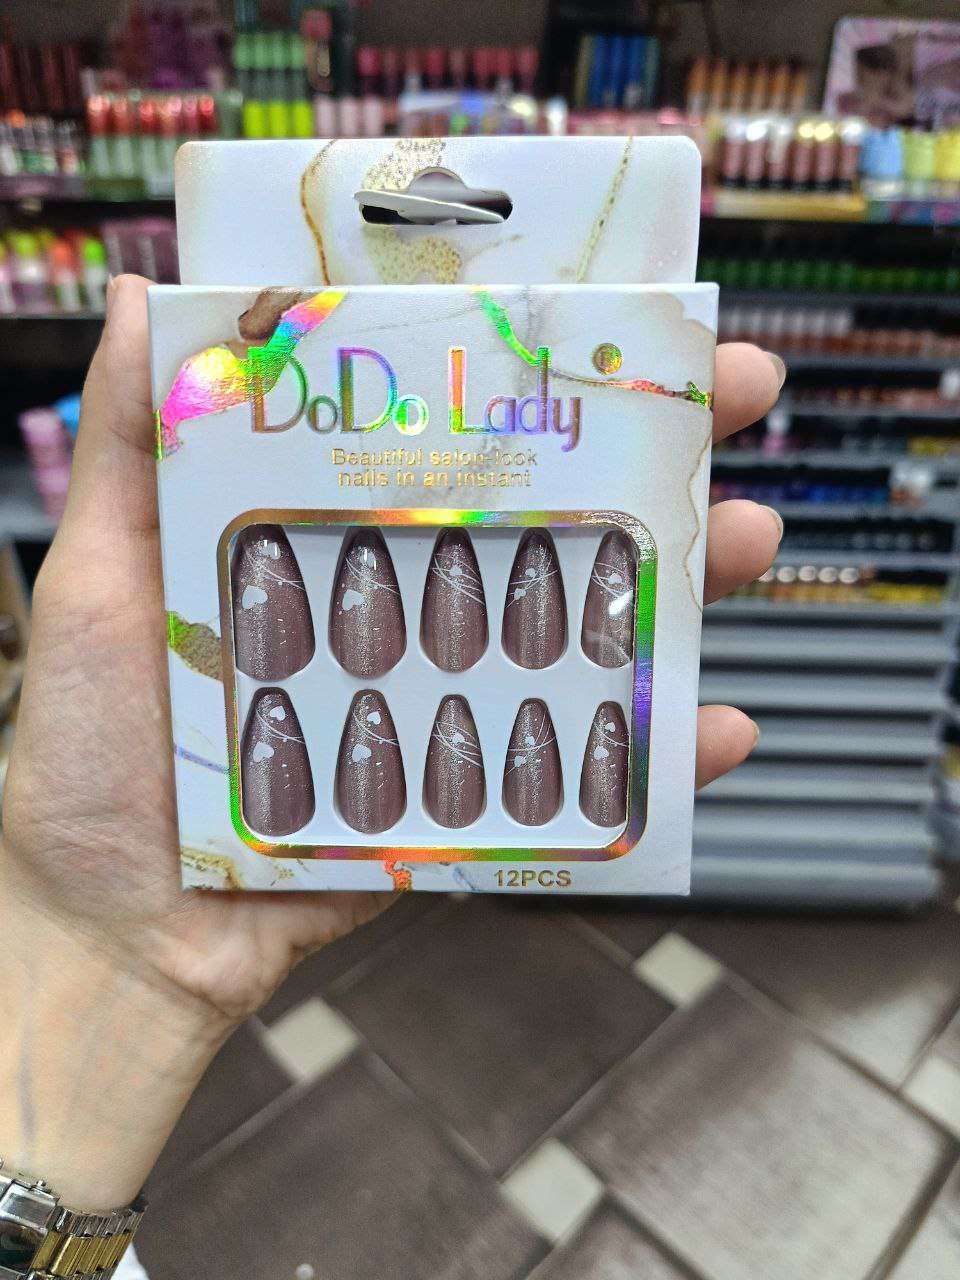 DoDo Lady
Beautiful salon-look
nails in an instant
12PCS